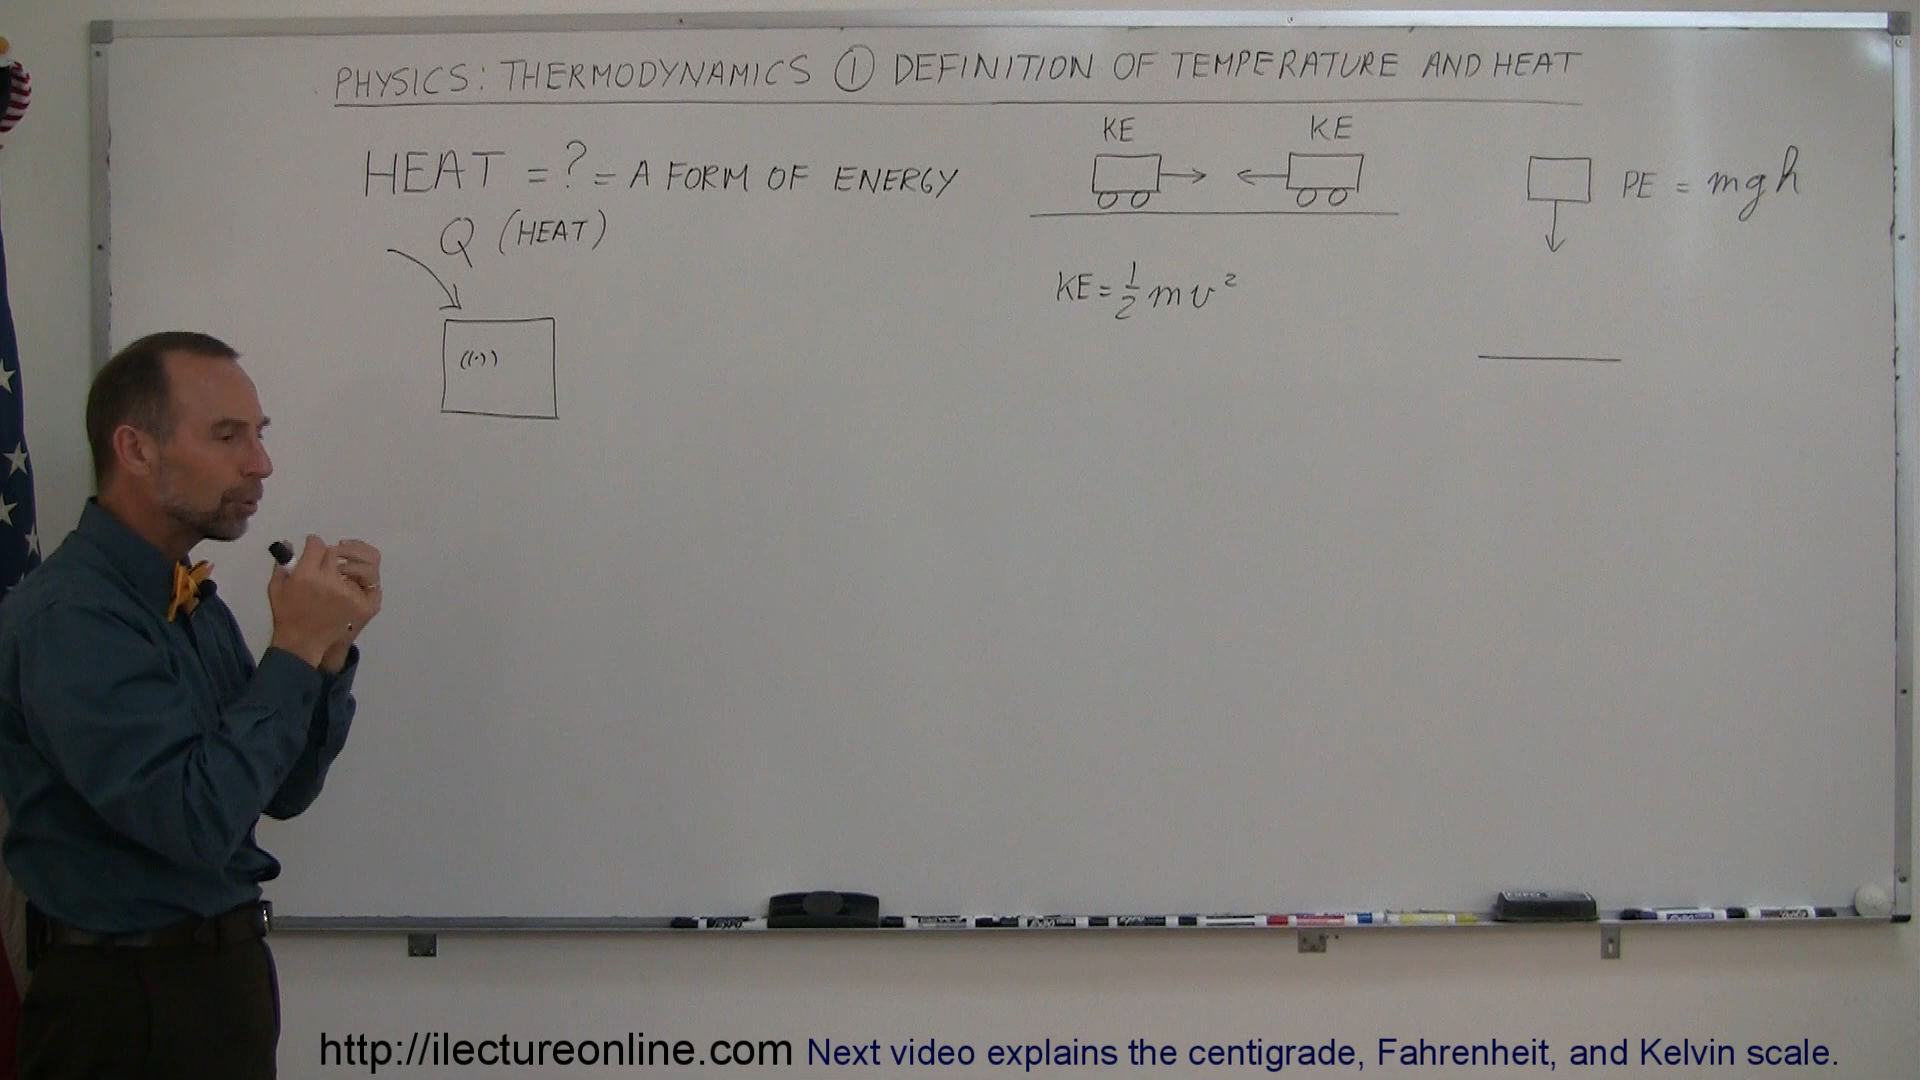 PHYSICS: THERMODYNAMICS ① DEFINITION OF TEMPERATURE AND HEAT
HEAT = ? = A FORM OF ENERGY
Q (HEAT)
((·))
KE KE
KE = 1/2 mv²
PE = mgh
http://ilectureonline.com Next video explains the centigrade, Fahrenheit, and Kelvin scale.